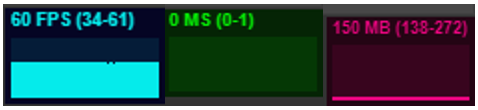 60 FPS (34-61)
0 MS (0-1)
150 MB (138-272)